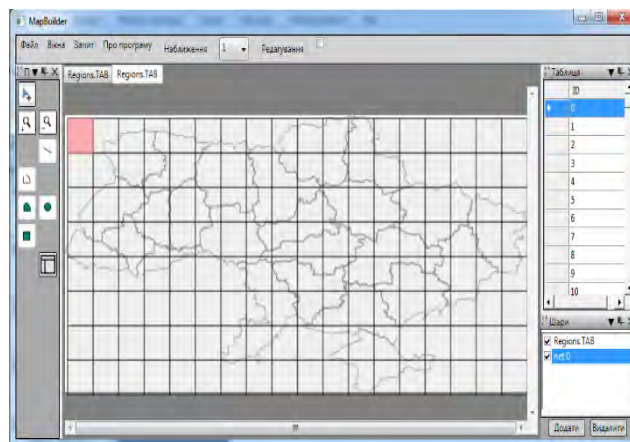 MapBuilder
Файл Вікна Запит Про програму Наближення 1 Редагування
П
Regions.TAB Regions.TAB
Таблиця
ID
0
1
2
3
4
5
6
7
8
9
10
Шари
Regions.TAB
net 0
Додати Видалити